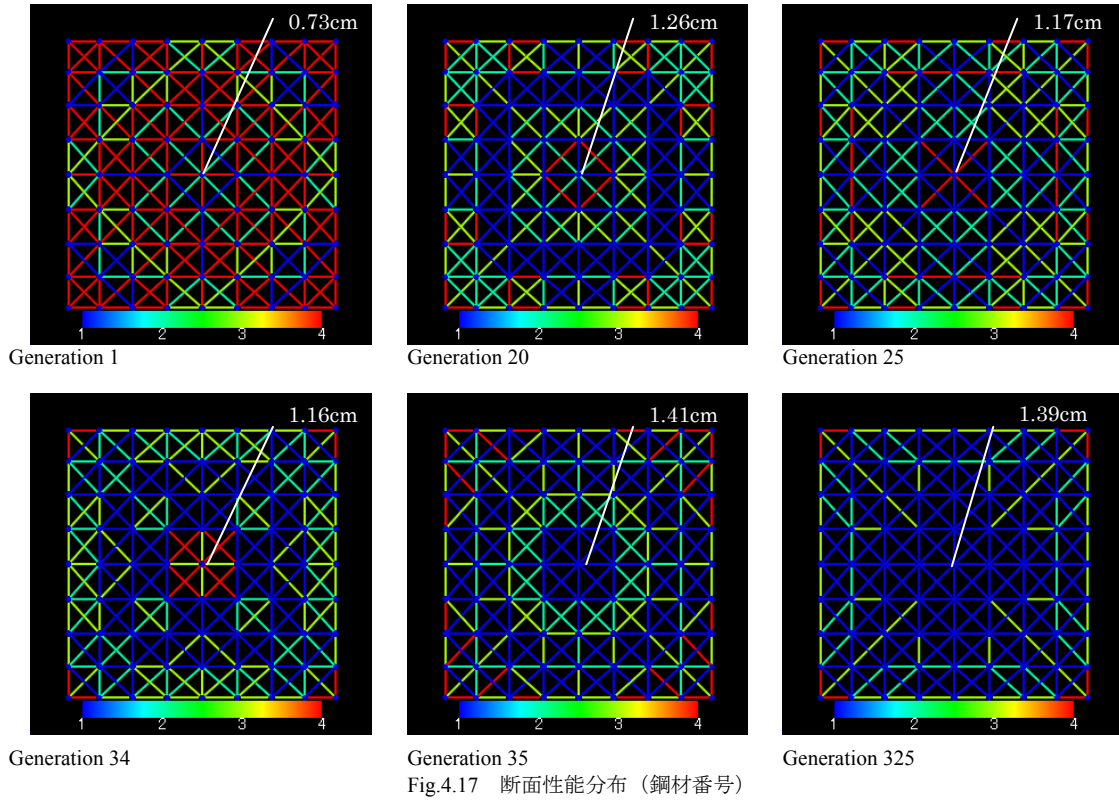 0.73cm
1.26cm
1.17cm
1 2 3 4
1 2 3 4
1 2 3 4
Generation 1
Generation 20
Generation 25
1.16cm
1.41cm
1.39cm
1 2 3 4
1 2 3 4
1 2 3 4
Generation 34
Generation 35
Generation 325
Fig.4.17 断面性能分布（鋼材番号）